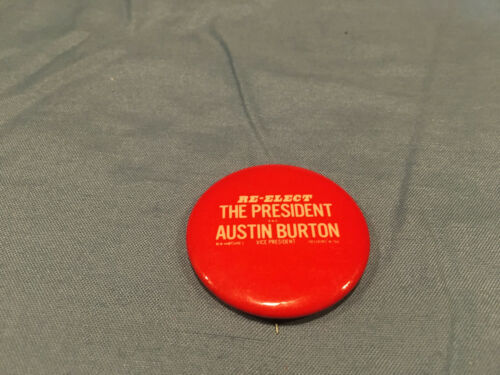 RE-ELECT
THE PRESIDENT
AUSTIN BURTON
VICE PRESIDENT